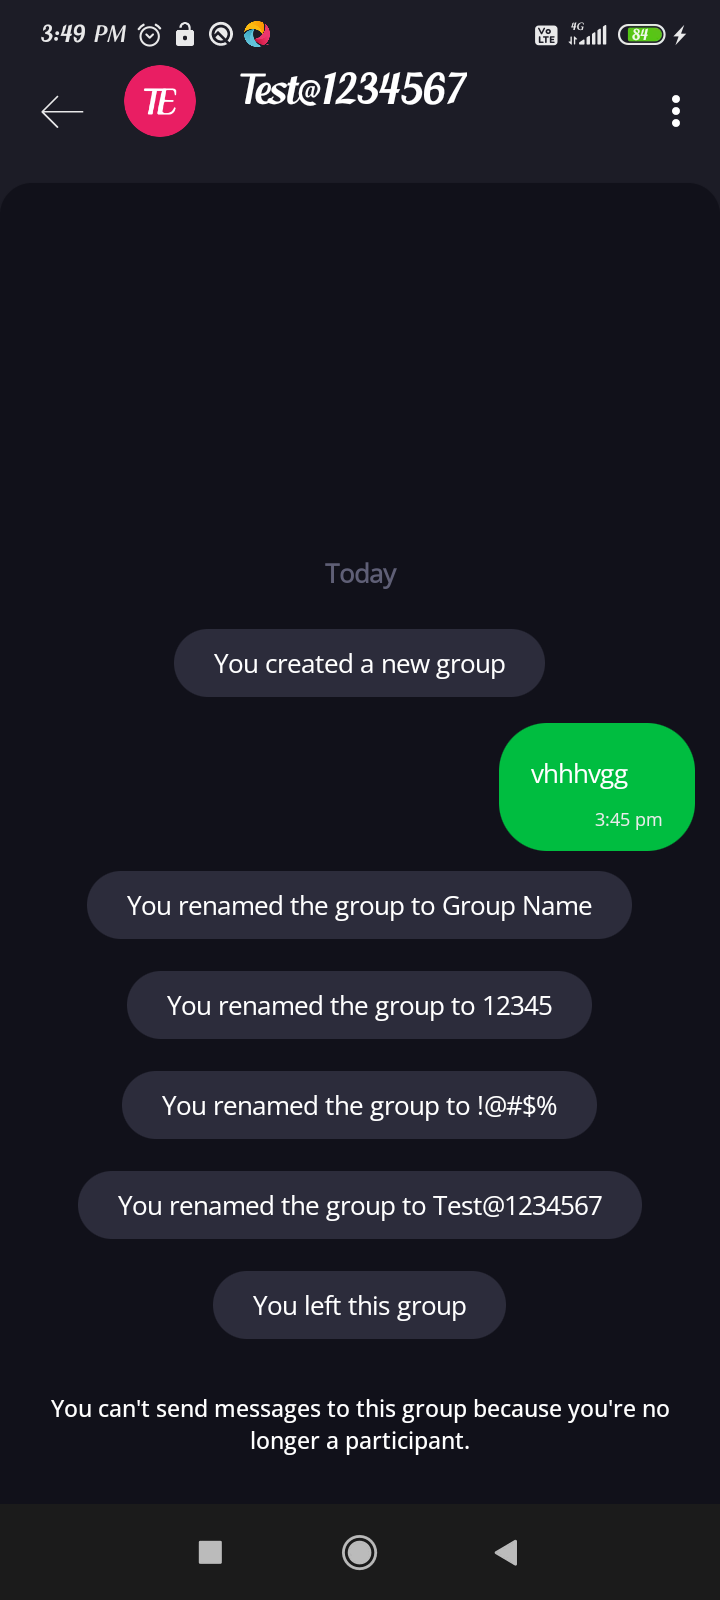 3:49 PM
Vo LTE 4G 84
TE
Test@1234567
Today
You created a new group
vhhhvgg
3:45 pm
You renamed the group to Group Name
You renamed the group to 12345
You renamed the group to !@#$%
You renamed the group to Test@1234567
You left this group
You can't send messages to this group because you're no
longer a participant.